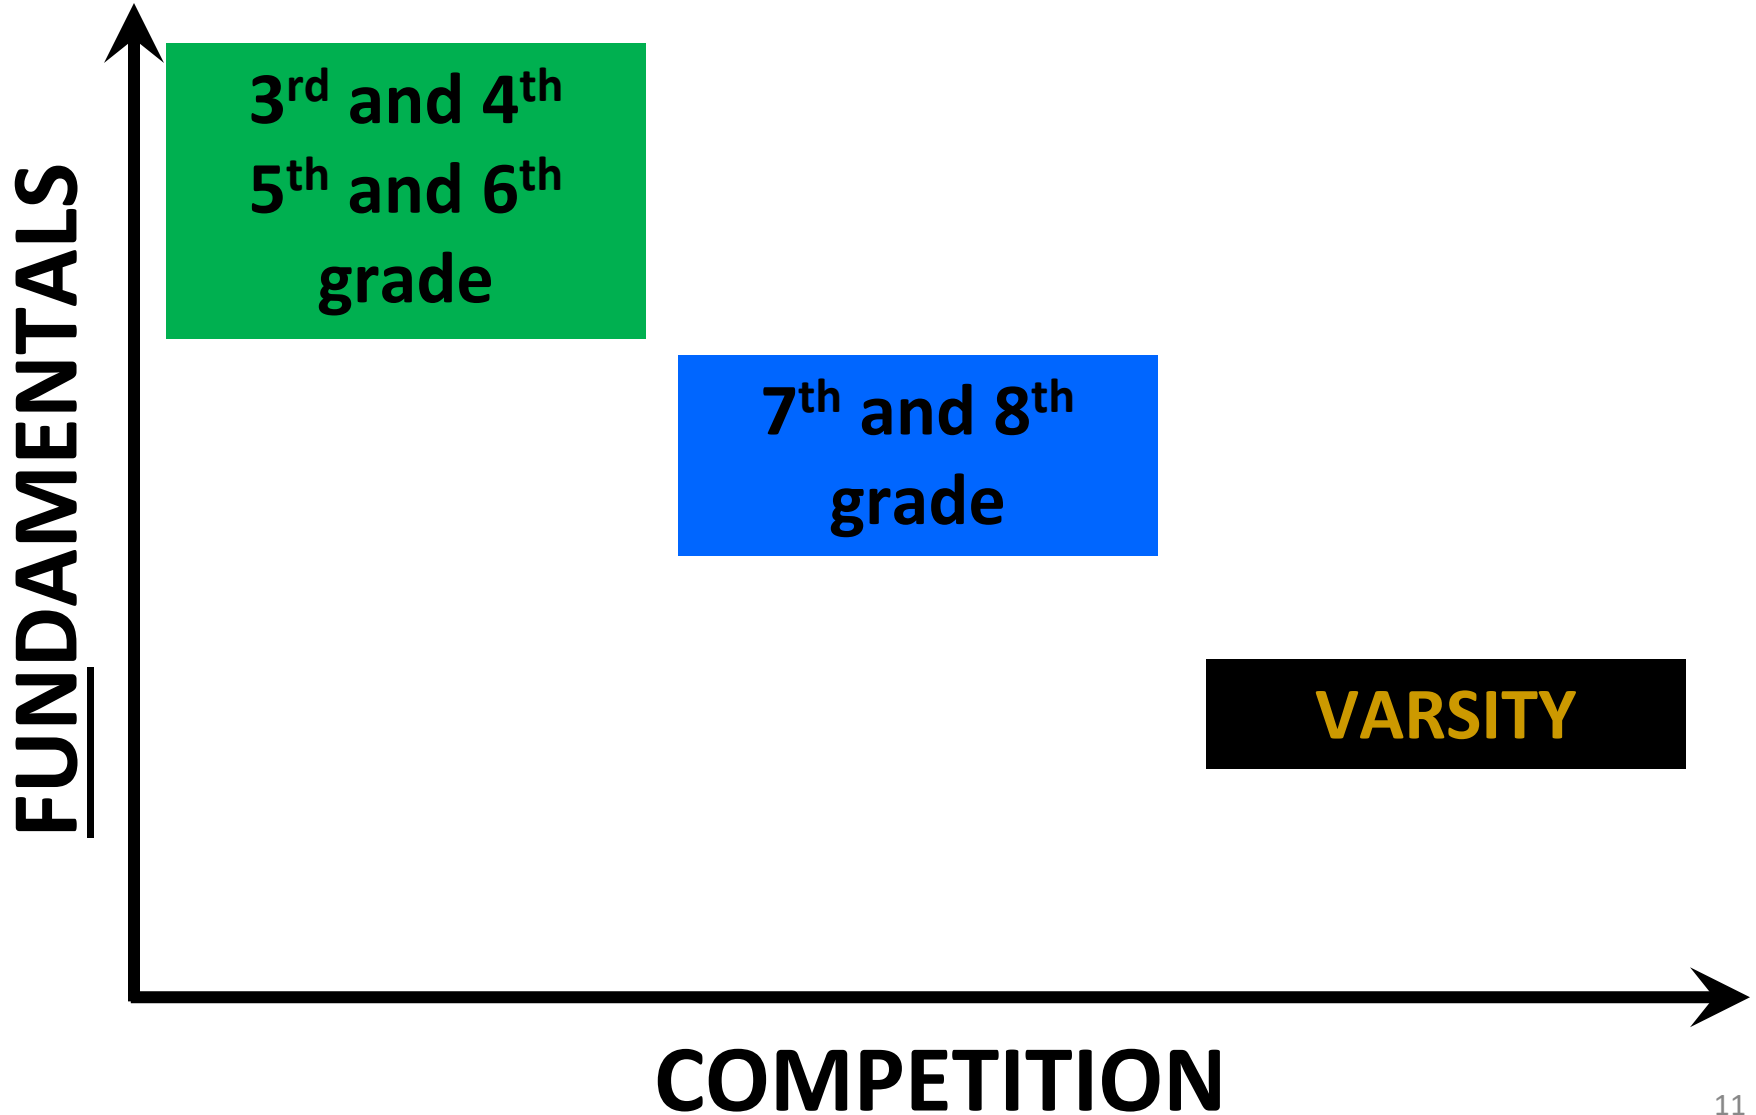 FUNDAMENTALS
3rd and 4th
5th and 6th
grade
7th and 8th
grade
VARSITY
COMPETITION
11